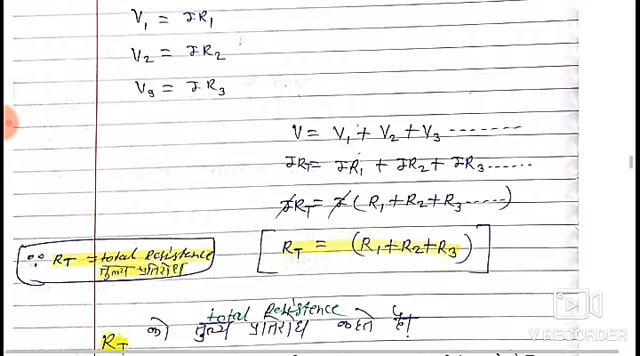 V₁ = IR₁
V₂ = IR₂
V₃ = IR₃
V = V₁ + V₂ + V₃ --------
IRT = IR₁ + IR₂ + IR₃ ......
IRT = I (R₁+R₂+R₃ .....)
∵ RT = total Resistance
तुल्य प्रतिरोध
[ RT = (R₁+R₂+R₃) ]
total Resistence
RT को तुल्य प्रतिरोध कहते है।
V RECORDER